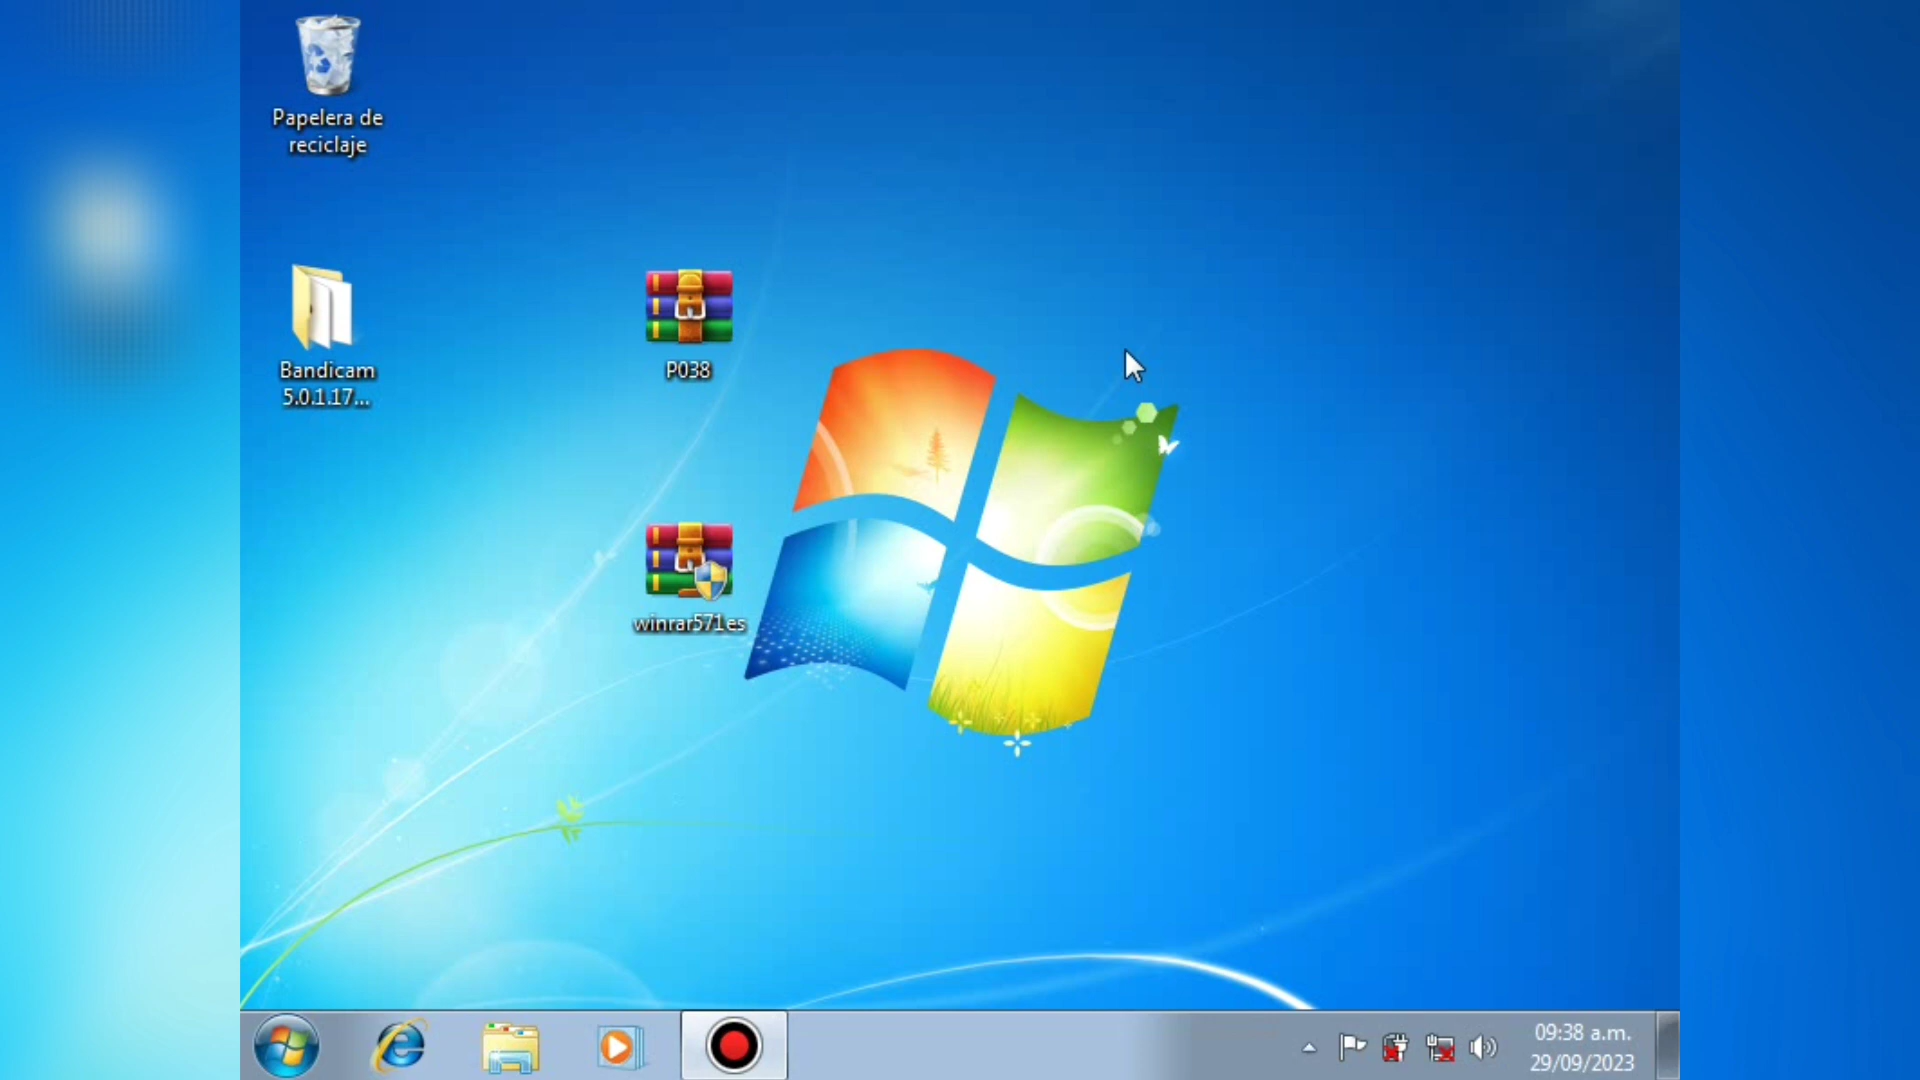 Papelera de
reciclaje
Bandicam
5.0.1.17...
P038
winrar571es
09:38 a.m.
29/09/2023